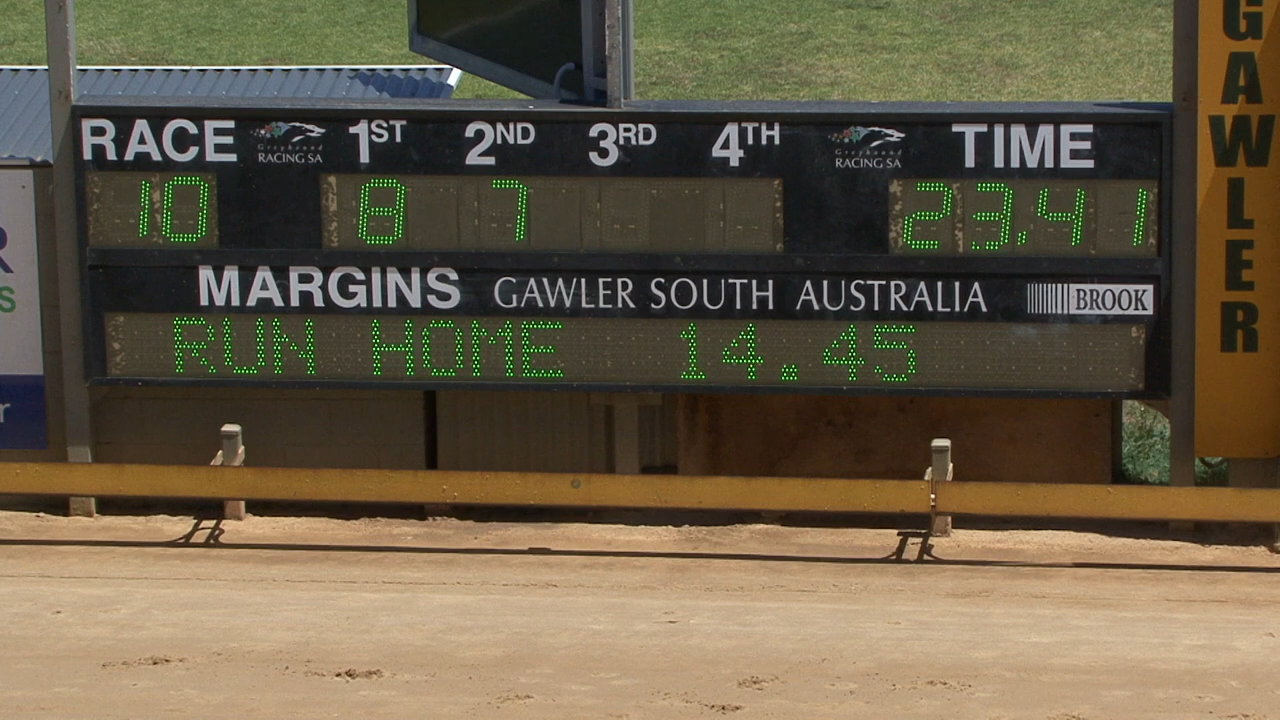 RACE Greyhound RACING SA 1ST 2ND 3RD 4TH Greyhound RACING SA TIME
10 8 7 23.41
MARGINS GAWLER SOUTH AUSTRALIA BROOK
RUN HOME 14.45
GAWLER